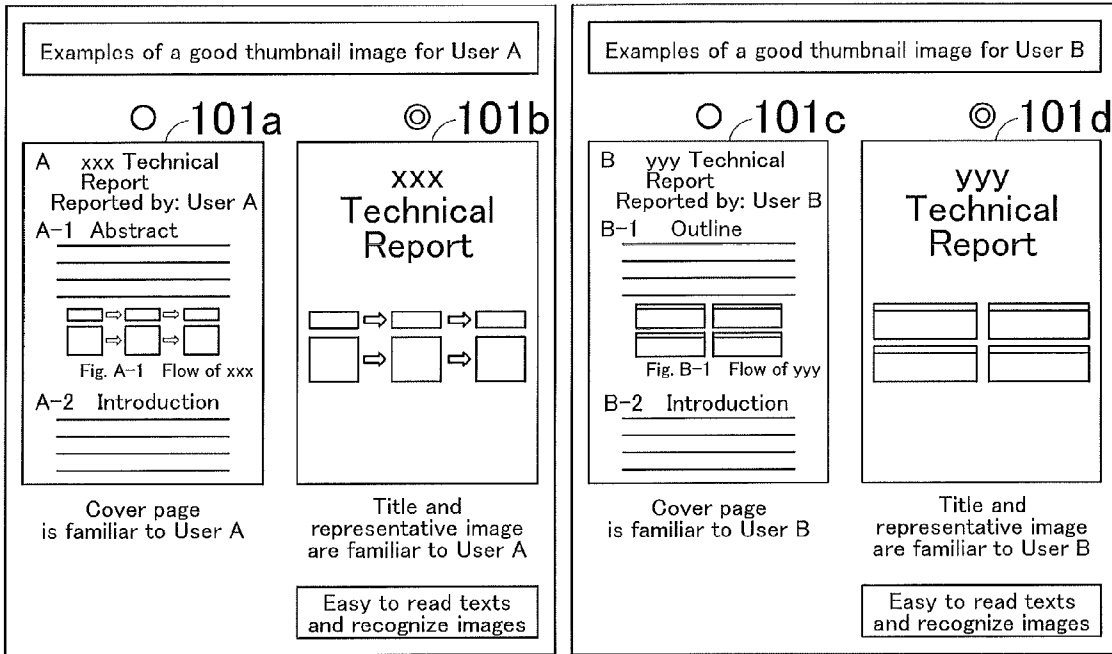 Examples of a good thumbnail image for User A
101a
101b
A xxx Technical
Report
Reported by: User A
A-1 Abstract
Fig. A-1 Flow of xxx
A-2 Introduction
xxx
Technical
Report
Cover page
is familiar to User A
Title and
representative image
are familiar to User A
Easy to read texts
and recognize images
Examples of a good thumbnail image for User B
101c
101d
B yyy Technical
Report
Reported by: User B
B-1 Outline
Fig. B-1 Flow of yyy
B-2 Introduction
yyy
Technical
Report
Cover page
is familiar to User B
Title and
representative image
are familiar to User B
Easy to read texts
and recognize images